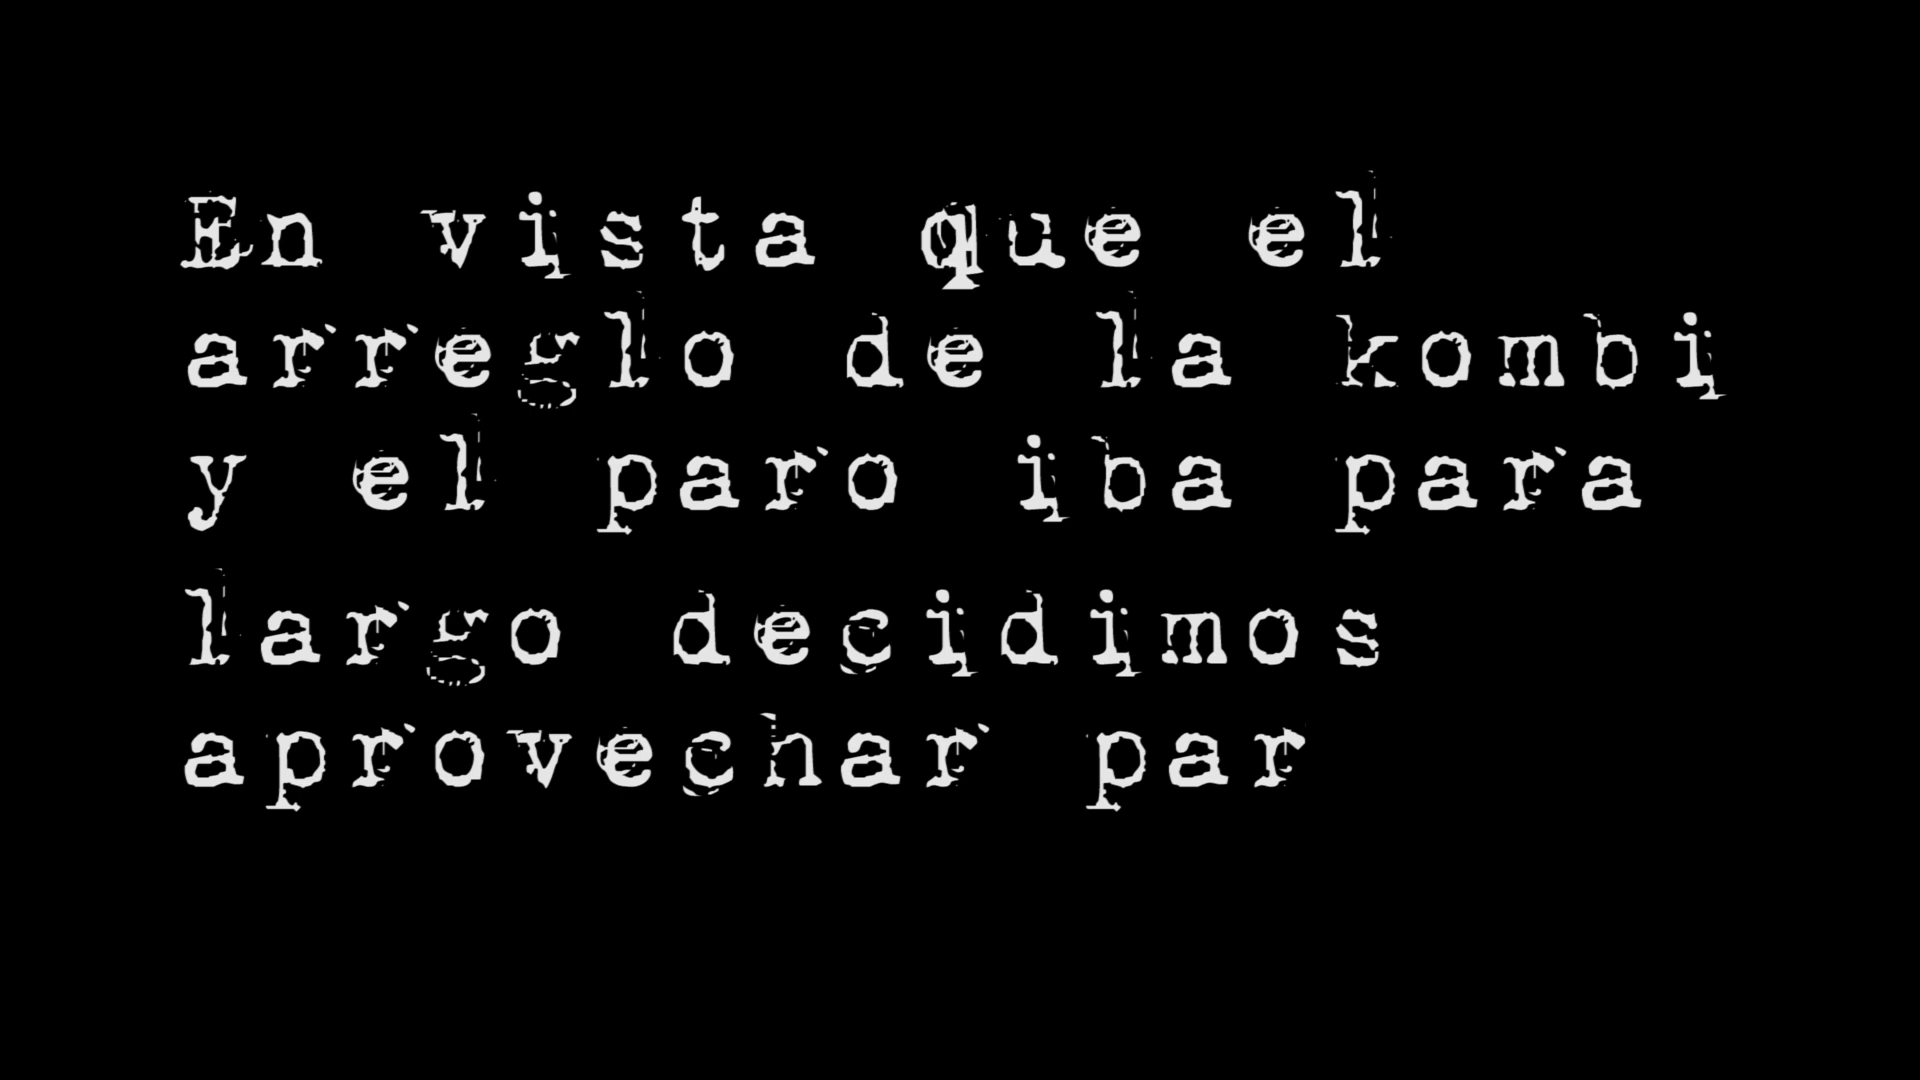 En vista que el
arreglo de la kombi
y el paro iba para
largo decidimos
aprovechar par